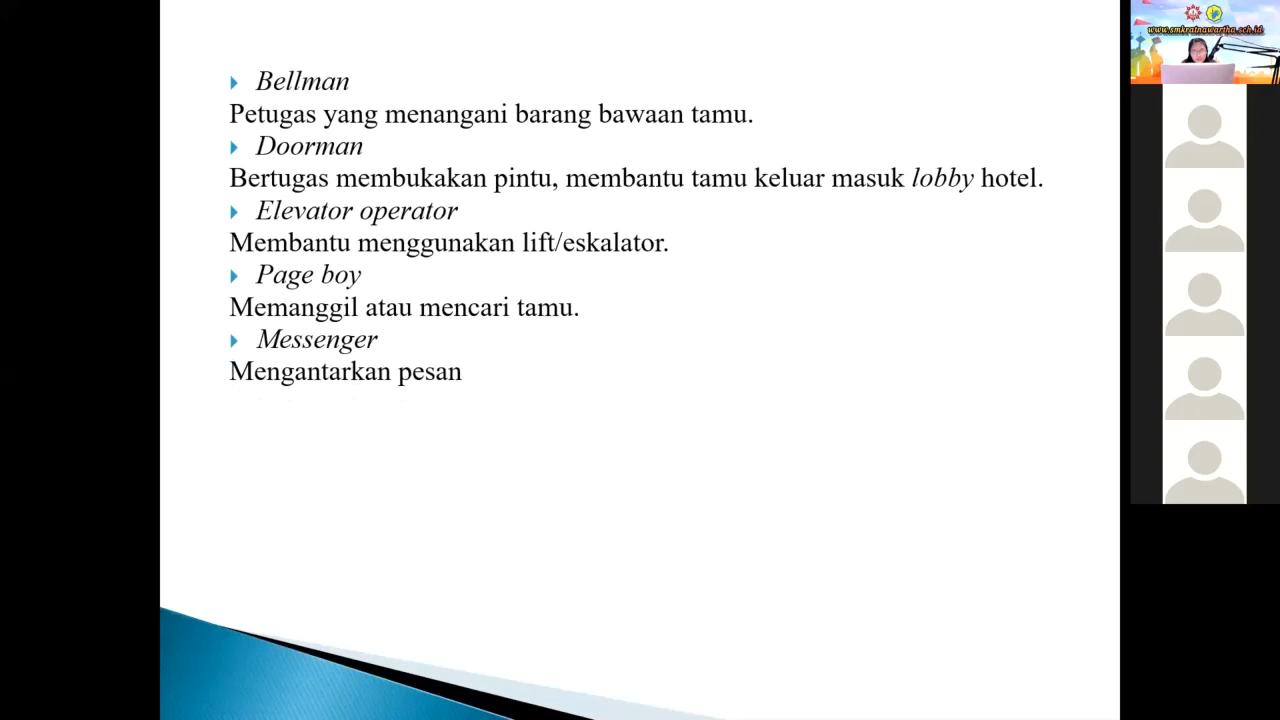 Bellman
Petugas yang menangani barang bawaan tamu.
Doorman
Bertugas membukakan pintu, membantu tamu keluar masuk lobby hotel.
Elevator operator
Membantu menggunakan lift/eskalator.
Page boy
Memanggil atau mencari tamu.
Messenger
Mengantarkan pesan
www.smkratnawartha.sch.id